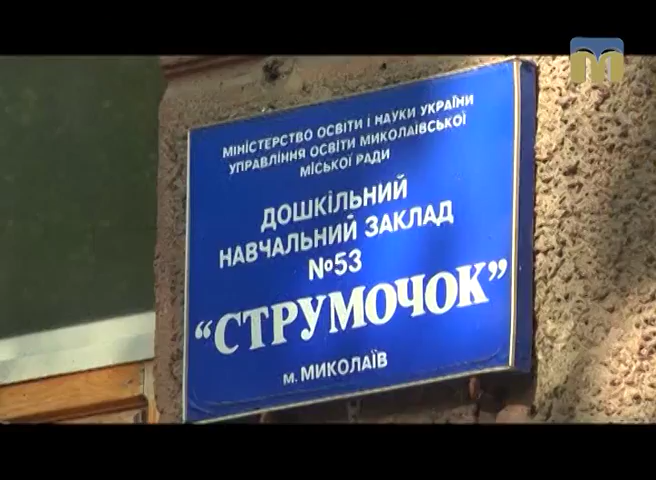 МІНІСТЕРСТВО ОСВІТИ І НАУКИ УКРАЇНИ
УПРАВЛІННЯ ОСВІТИ МИКОЛАЇВСЬКОЇ
МІСЬКОЇ РАДИ
ДОШКІЛЬНИЙ
НАВЧАЛЬНИЙ ЗАКЛАД
№53
“СТРУМОЧОК”
м. МИКОЛАЇВ